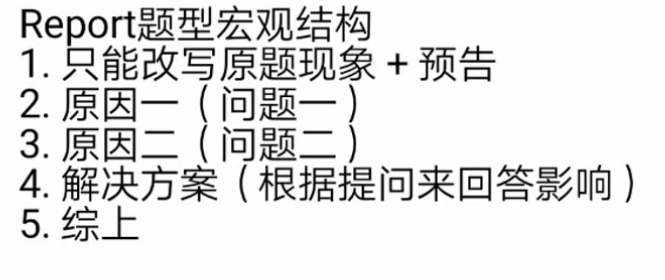 Report题型宏观结构
1. 只能改写原题现象 + 预告
2. 原因一（问题一）
3. 原因二（问题二）
4. 解决方案（根据提问来回答影响）
5. 综上